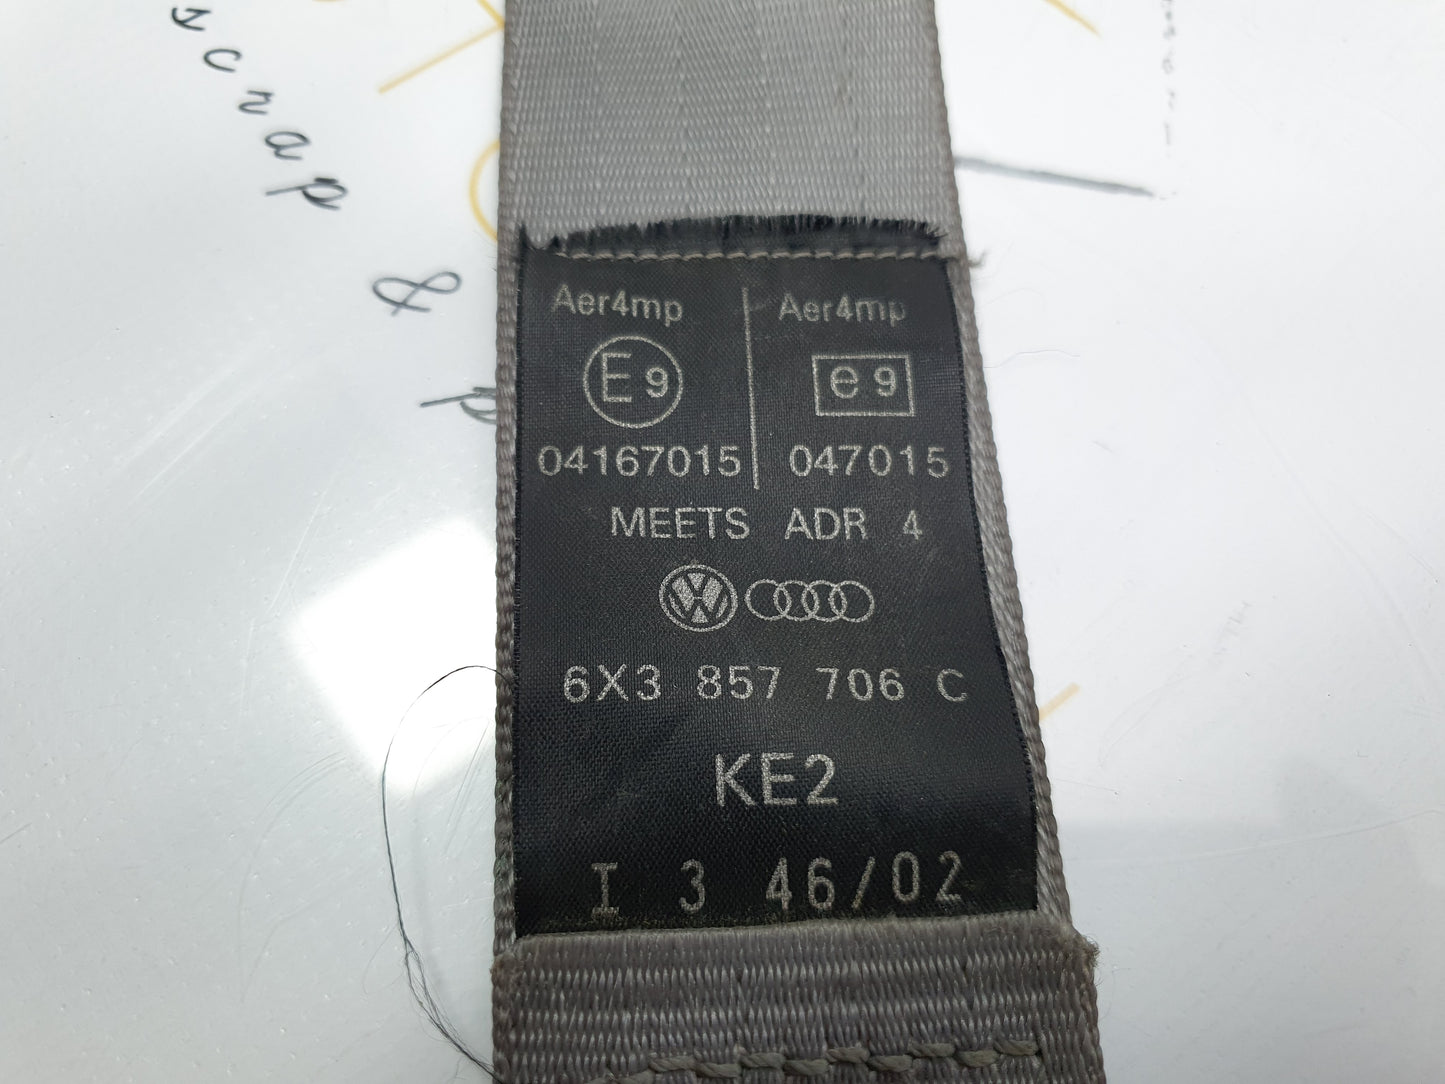 Aer4mp Aer4mp
E9 e9
04167015 047015
MEETS ADR 4
6X3 857 706 C
KE2
I 3 46/02